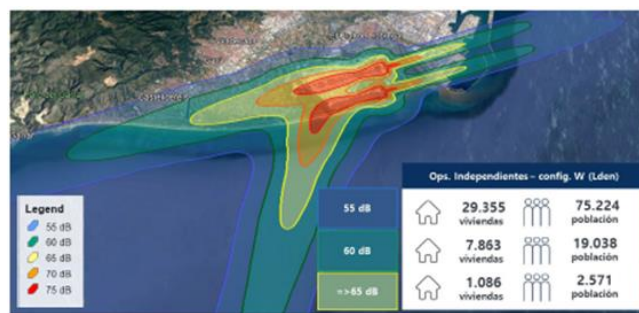 Legend
55 dB
60 dB
65 dB
70 dB
75 dB
Ops. Independientes – config. W (Lden)
55 dB
29.355
viviendas
75.224
población
60 dB
7.863
viviendas
19.038
población
=>65 dB
1.086
viviendas
2.571
población